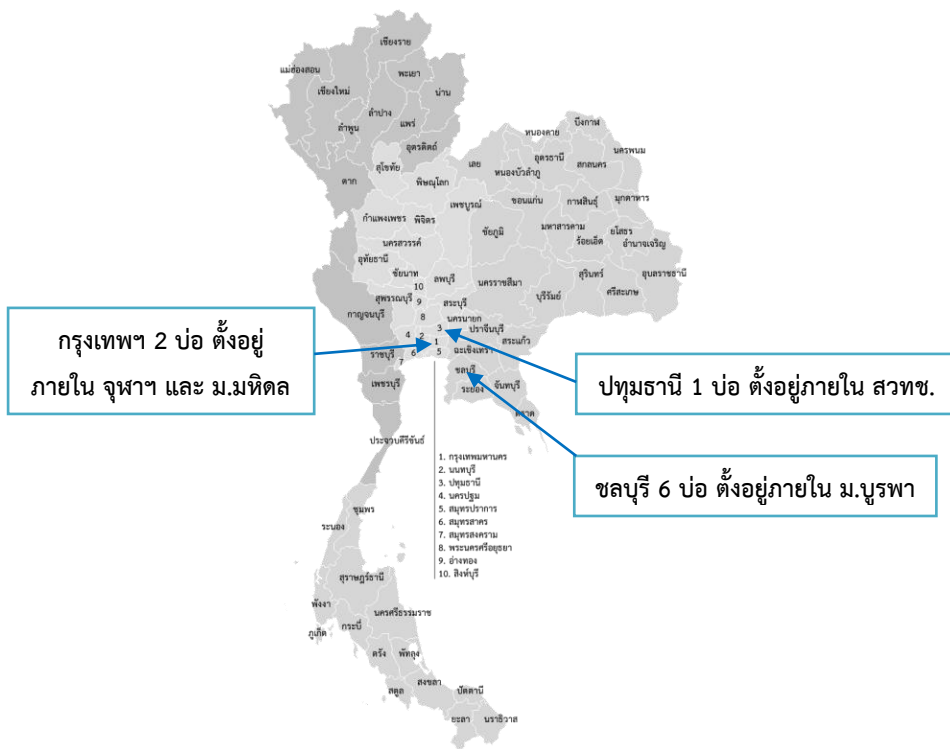 เชียงราย
แม่ฮ่องสอน
พะเยา
เชียงใหม่
น่าน
ลำปาง
แพร่
ลำพูน
อุตรดิตถ์
บึงกาฬ
หนองคาย
นครพนม
เลย
อุดรธานี
สกลนคร
หนองบัวลำภู
สุโขทัย
ตาก
พิษณุโลก
เพชรบูรณ์
ขอนแก่น
กาฬสินธุ์
มุกดาหาร
กำแพงเพชร
พิจิตร
ชัยภูมิ
มหาสารคาม
ร้อยเอ็ด
ยโสธร
อำนาจเจริญ
นครสวรรค์
อุทัยธานี
ชัยนาท
ลพบุรี
นครราชสีมา
บุรีรัมย์
สุรินทร์
ศรีสะเกษ
อุบลราชธานี
10
สุพรรณบุรี
9
สระบุรี
กาญจนบุรี
8
นครนายก
3
ปราจีนบุรี
4
2
1
สระแก้ว
ราชบุรี
6
5
ฉะเชิงเทรา
7
ชลบุรี
เพชรบุรี
ระยอง
จันทบุรี
ตราด
ประจวบคีรีขันธ์
กรุงเทพฯ 2 บ่อ ตั้งอยู่
ภายใน จุฬาฯ และ ม.มหิดล
ปทุมธานี 1 บ่อ ตั้งอยู่ภายใน สวทช.
ชลบุรี 6 บ่อ ตั้งอยู่ภายใน ม.บูรพา
1. กรุงเทพมหานคร
2. นนทบุรี
3. ปทุมธานี
4. นครปฐม
5. สมุทรปราการ
6. สมุทรสาคร
7. สมุทรสงคราม
8. พระนครศรีอยุธยา
9. อ่างทอง
10. สิงห์บุรี
ชุมพร
ระนอง
สุราษฎร์ธานี
พังงา
นครศรีธรรมราช
ภูเก็ต
กระบี่
ตรัง
พัทลุง
สตูล
สงขลา
ปัตตานี
ยะลา
นราธิวาส